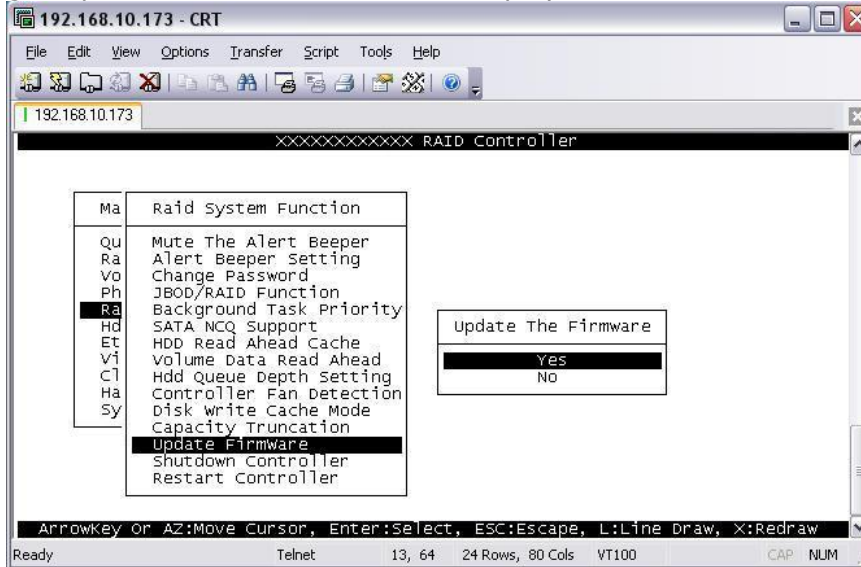 192.168.10.173 - CRT
File Edit View Options Transfer Script Tools Help
192.168.10.173
XXXXXXXXXXXX RAID Controller
Ma
Raid System Function
Qu
Mute The Alert Beeper
Ra
Alert Beeper Setting
Vo
Change Password
Ph
JBOD/RAID Function
Ra
Background Task Priority
Hd
SATA NCQ Support
Et
HDD Read Ahead Cache
Vi
Volume Data Read Ahead
Cl
Hdd Queue Depth Setting
Ha
Controller Fan Detection
Sy
Disk Write Cache Mode
Capacity Truncation
Update FirmWare
Shutdown Controller
Restart Controller
Update The Firmware
Yes
No
ArrowKey Or AZ:Move Cursor, Enter:Select, ESC:Escape, L:Line Draw, X:Redraw
Ready Telnet 13, 64 24 Rows, 80 Cols VT100 CAP NUM